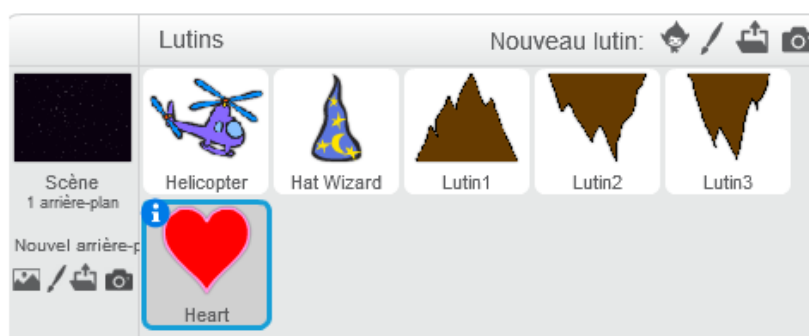 Lutins
Nouveau lutin:
Scène
1 arrière-plan
Nouvel arrière-p
Helicopter
Hat Wizard
Lutin1
Lutin2
Lutin3
Heart